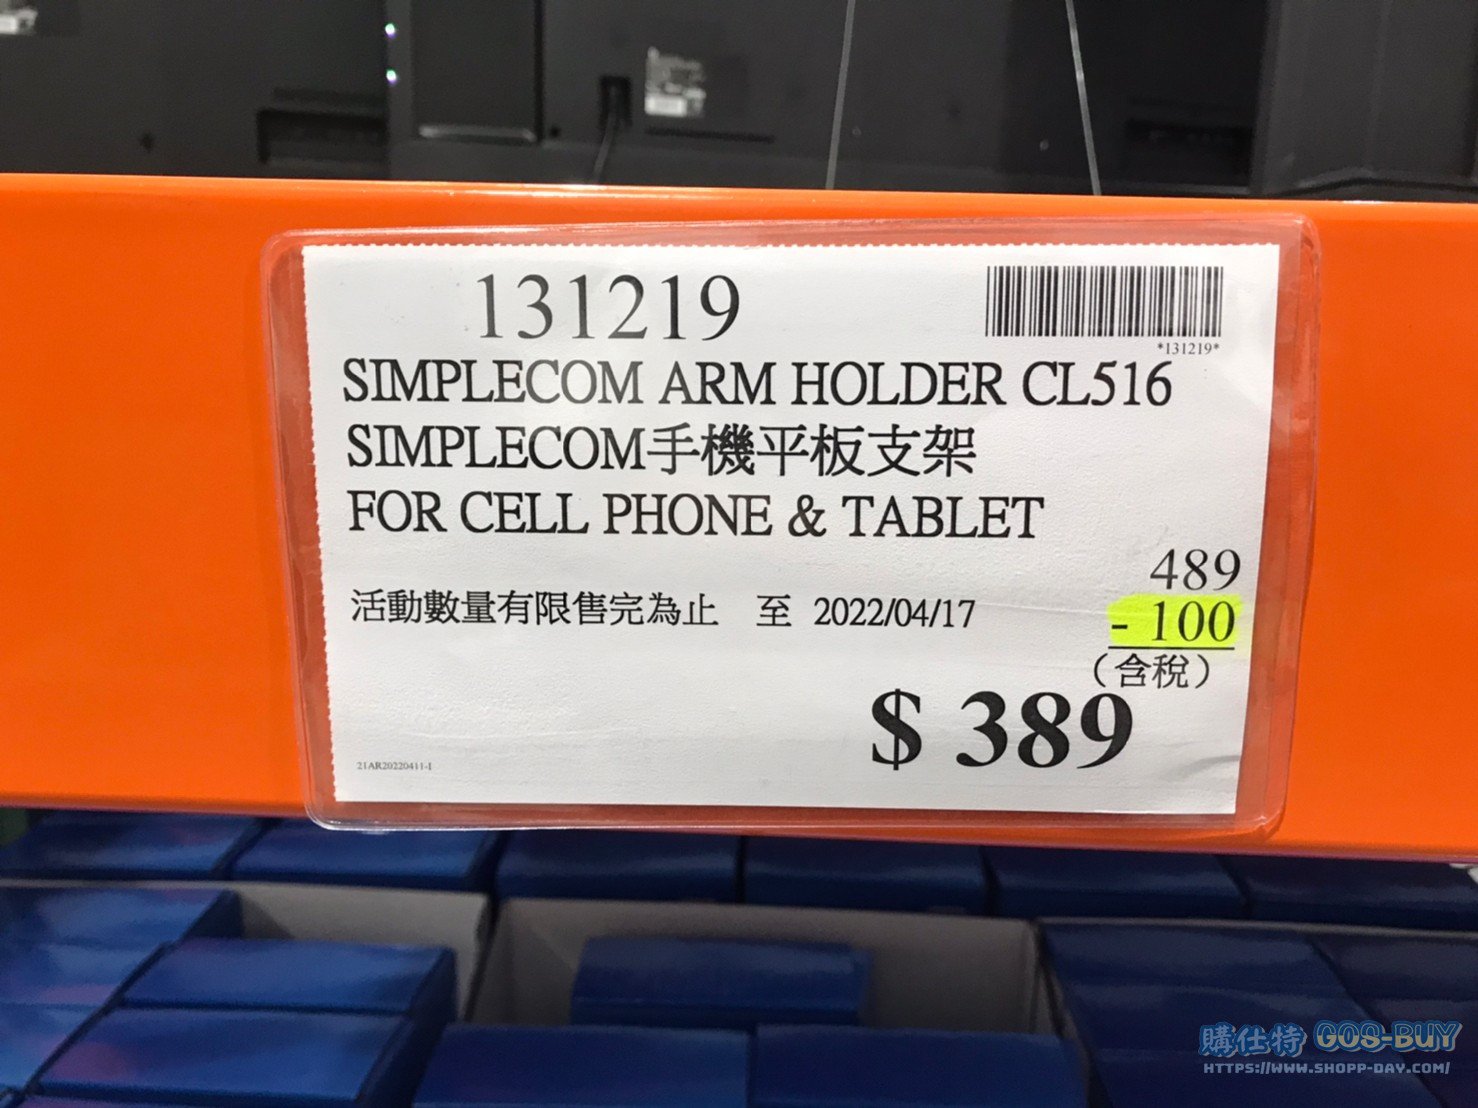 131219
*131219*
SIMPLECOM ARM HOLDER CL516
SIMPLECOM手機平板支架
FOR CELL PHONE & TABLET
489
活動數量有限售完為止 至 2022/04/17
- 100
(含稅)
$ 389
21AR20220411-1
購仕特 GOS-BUY
HTTPS://WWW.SHOPP-DAY.COM/